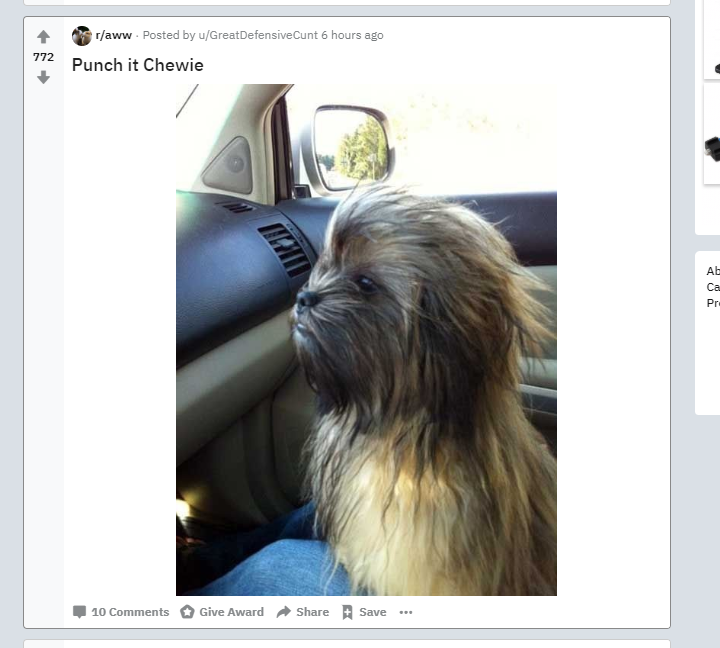 r/aww · Posted by u/GreatDefensiveCunt 6 hours ago
772
Punch it Chewie
Ab
Ca
Pr
10 Comments Give Award Share Save